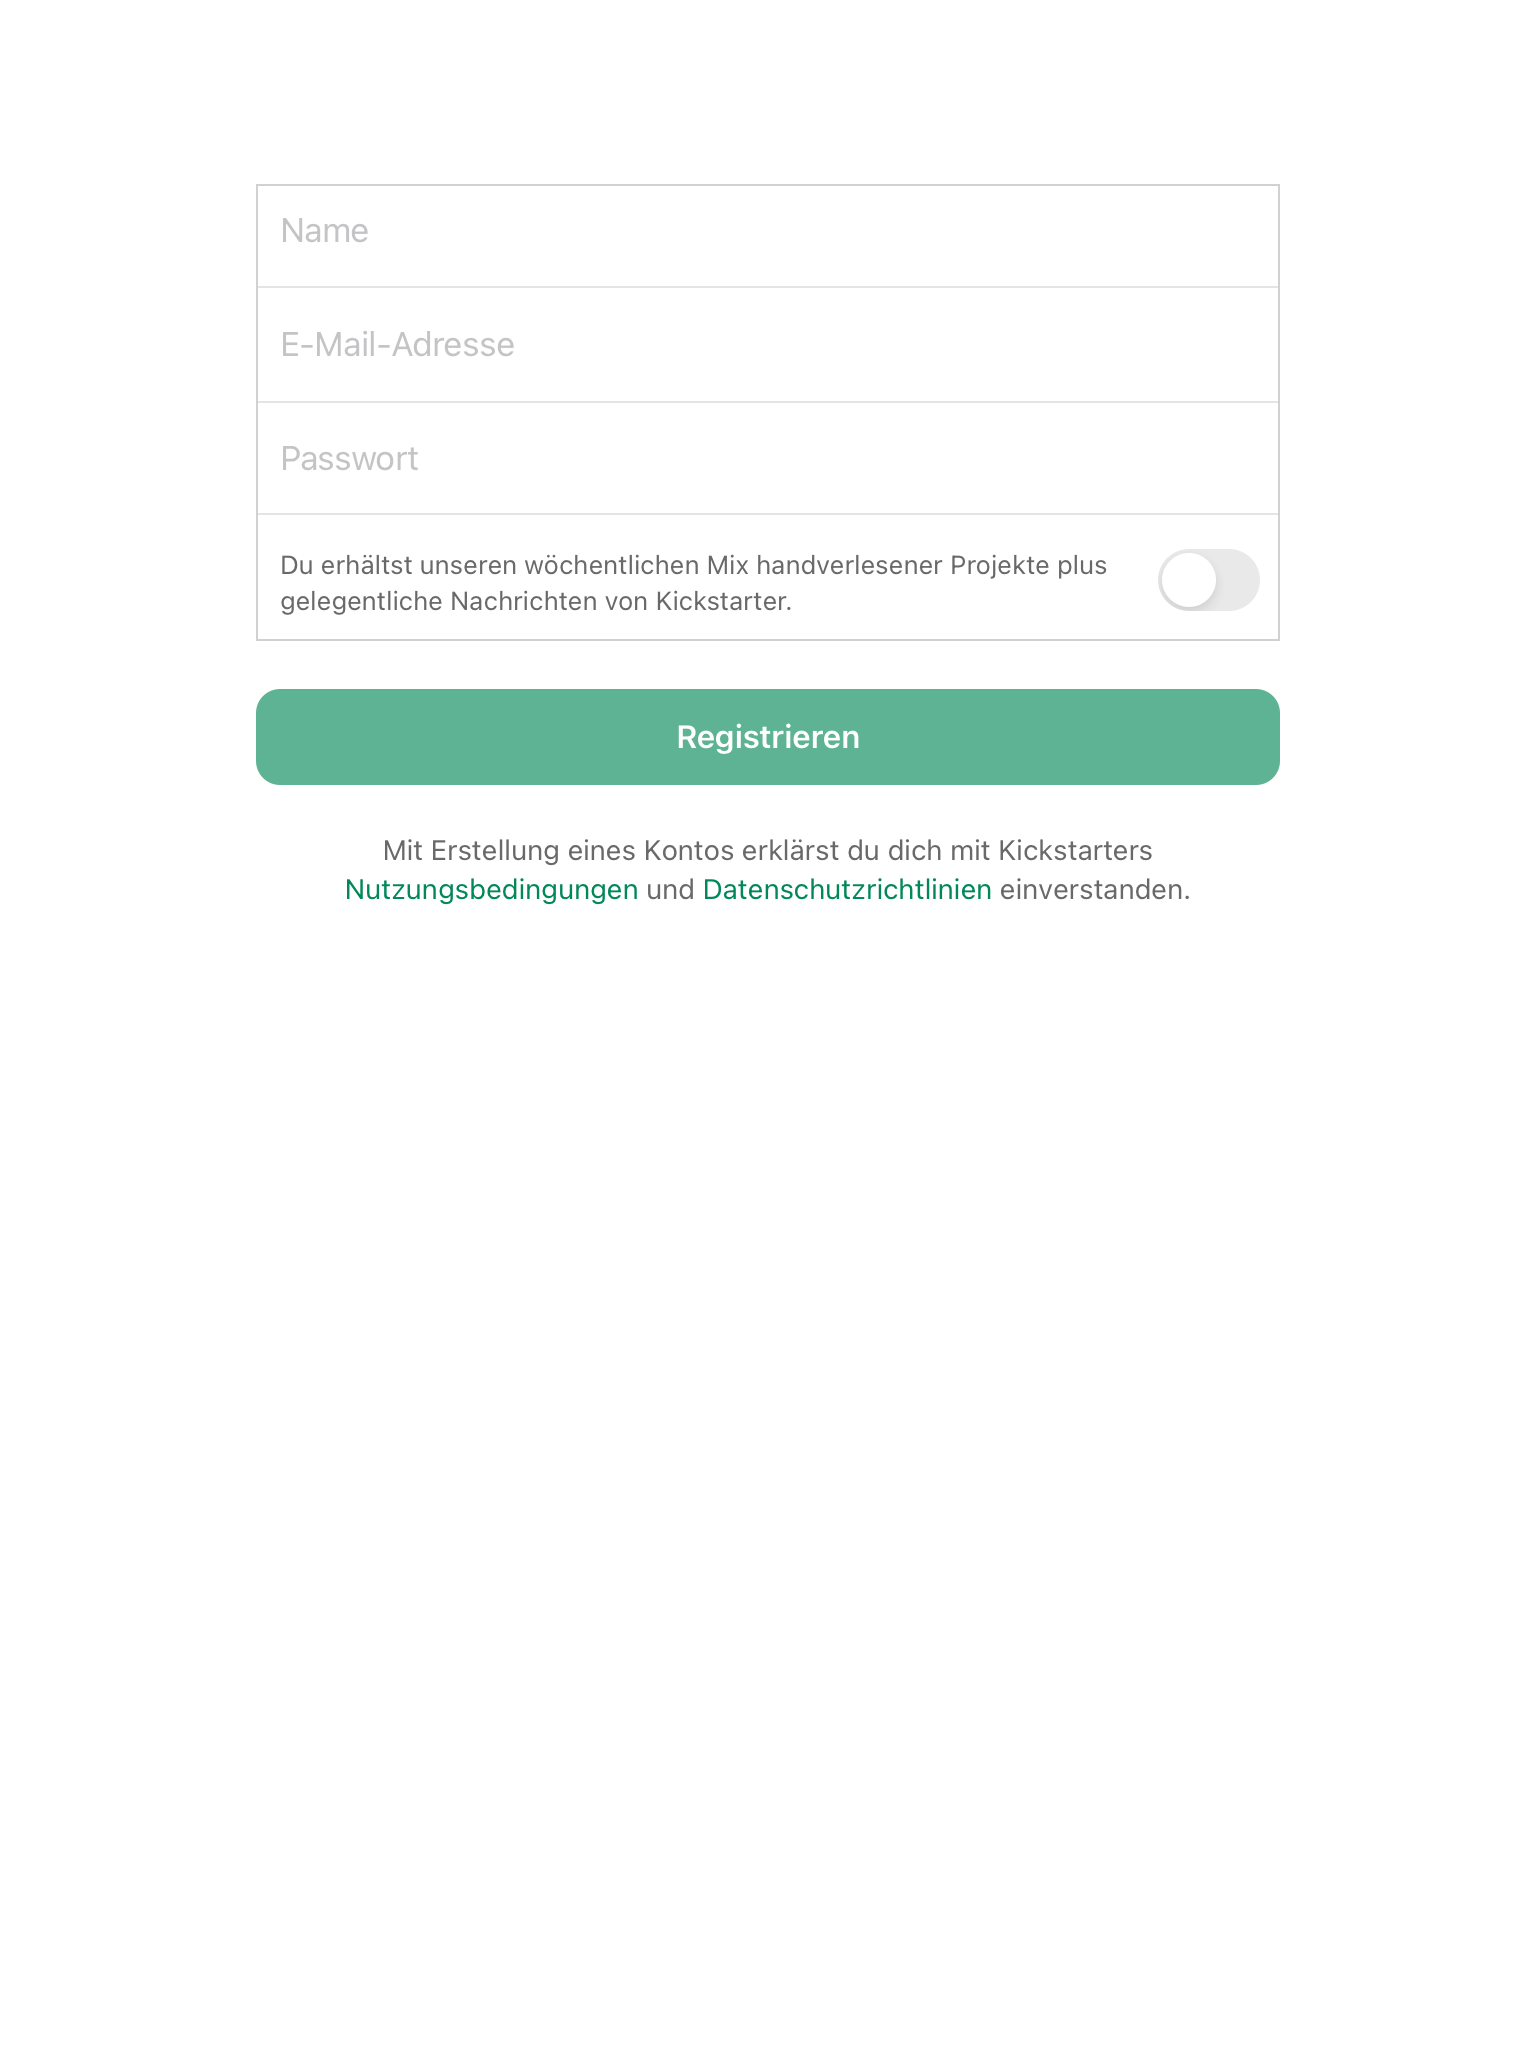 Name
E-Mail-Adresse
Passwort
Du erhältst unseren wöchentlichen Mix handverlesener Projekte plus
gelegentliche Nachrichten von Kickstarter.
Registrieren
Mit Erstellung eines Kontos erklärst du dich mit Kickstarters
Nutzungsbedingungen und Datenschutzrichtlinien einverstanden.